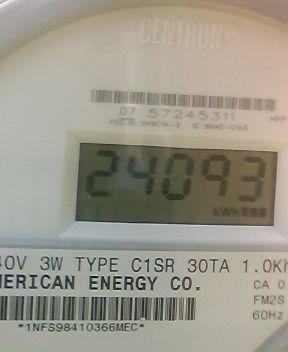 CENTRON®
07 57245311
24093
kWh
40V 3W TYPE C1SR 30TA 1.0Kh
MERICAN ENERGY CO.
CA 0
FM2S
60Hz
*1NFS98410366MEC*